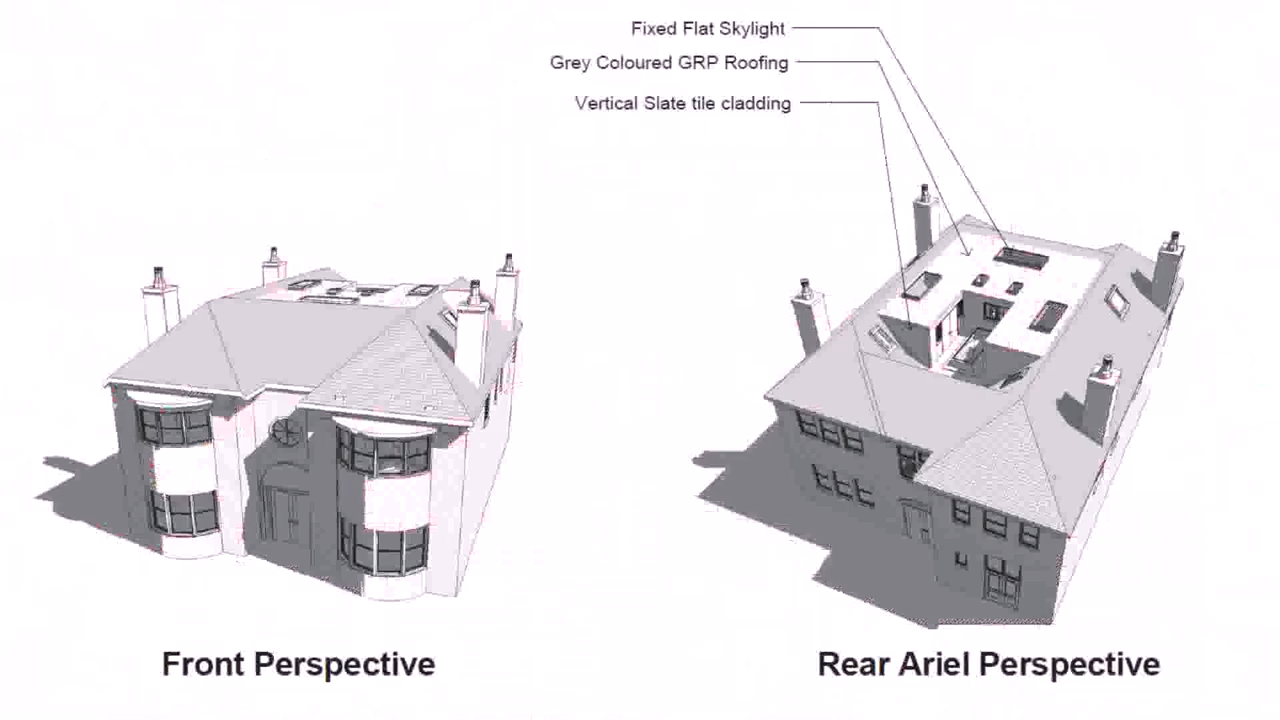 Fixed Flat Skylight
Grey Coloured GRP Roofing
Vertical Slate tile cladding
Front Perspective
Rear Ariel Perspective